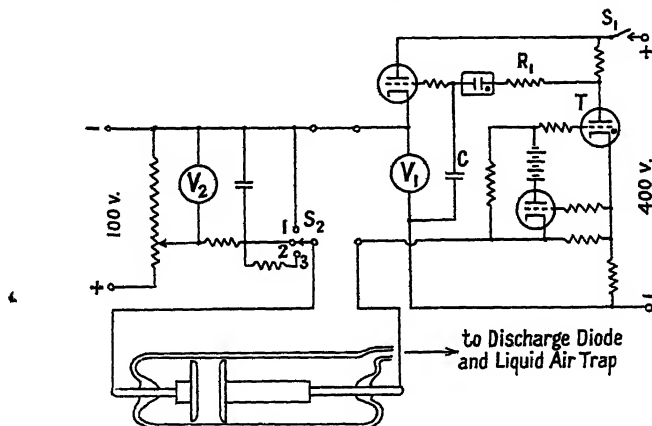 S₁
+
R₁
T
−
V₂
V₁
C
100 v.
400 v.
1
S₂
2
3
+
−
to Discharge Diode
and Liquid Air Trap